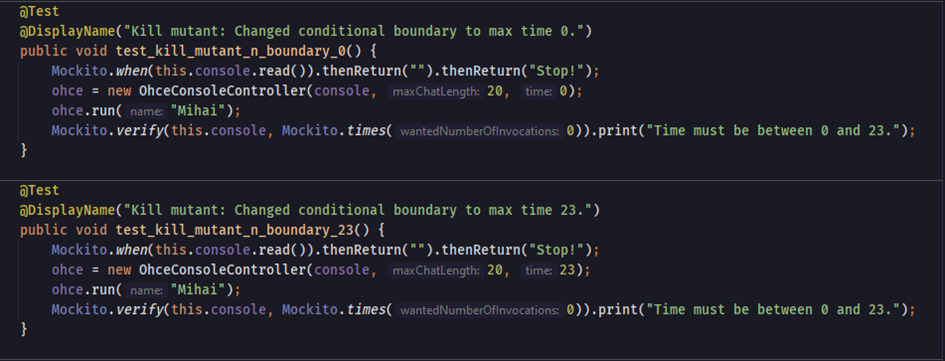 @Test
@DisplayName("Kill mutant: Changed conditional boundary to max time 0.")
public void test_kill_mutant_n_boundary_0() {
Mockito.when(this.console.read()).thenReturn("").thenReturn("Stop!");
ohce = new OhceConsoleController(console, maxChatLength: 20, time: 0);
ohce.run( name: "Mihai");
Mockito.verify(this.console, Mockito.times( wantedNumberOfInvocations: 0)).print("Time must be between 0 and 23.");
}
@Test
@DisplayName("Kill mutant: Changed conditional boundary to max time 23.")
public void test_kill_mutant_n_boundary_23() {
Mockito.when(this.console.read()).thenReturn("").thenReturn("Stop!");
ohce = new OhceConsoleController(console, maxChatLength: 20, time: 23);
ohce.run( name: "Mihai");
Mockito.verify(this.console, Mockito.times( wantedNumberOfInvocations: 0)).print("Time must be between 0 and 23.");
}